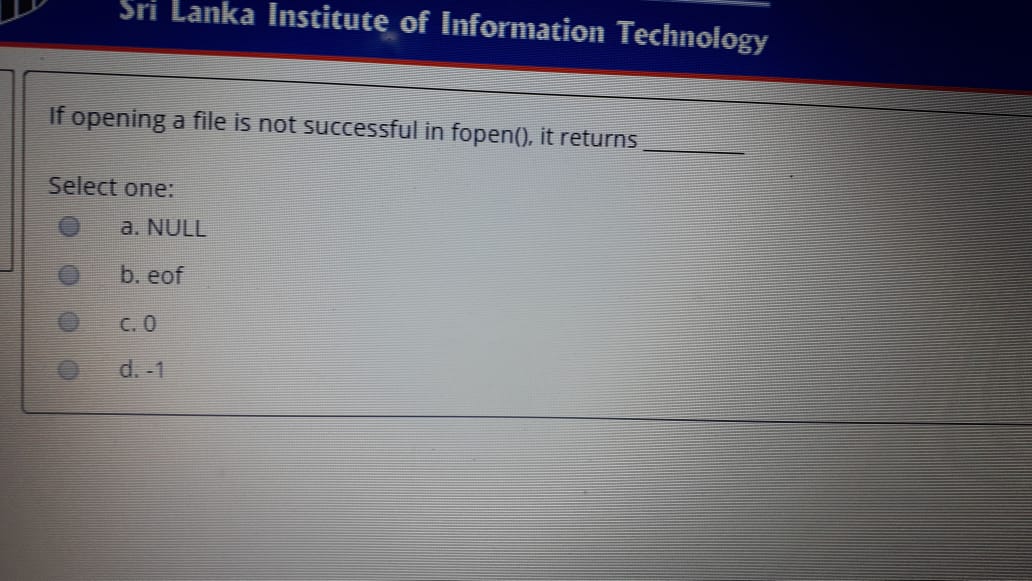 Sri Lanka Institute of Information Technology
If opening a file is not successful in fopen(), it returns __________
Select one:
a. NULL
b. eof
c. 0
d. -1